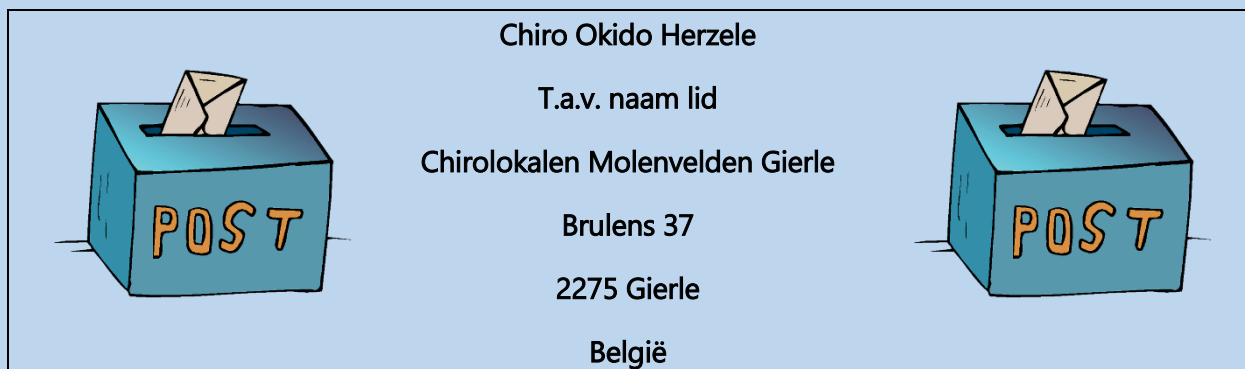 Chiro Okido Herzele
T.a.v. naam lid
Chirolokalen Molenvelden Gierle
POST
POST
Brulens 37
2275 Gierle
België